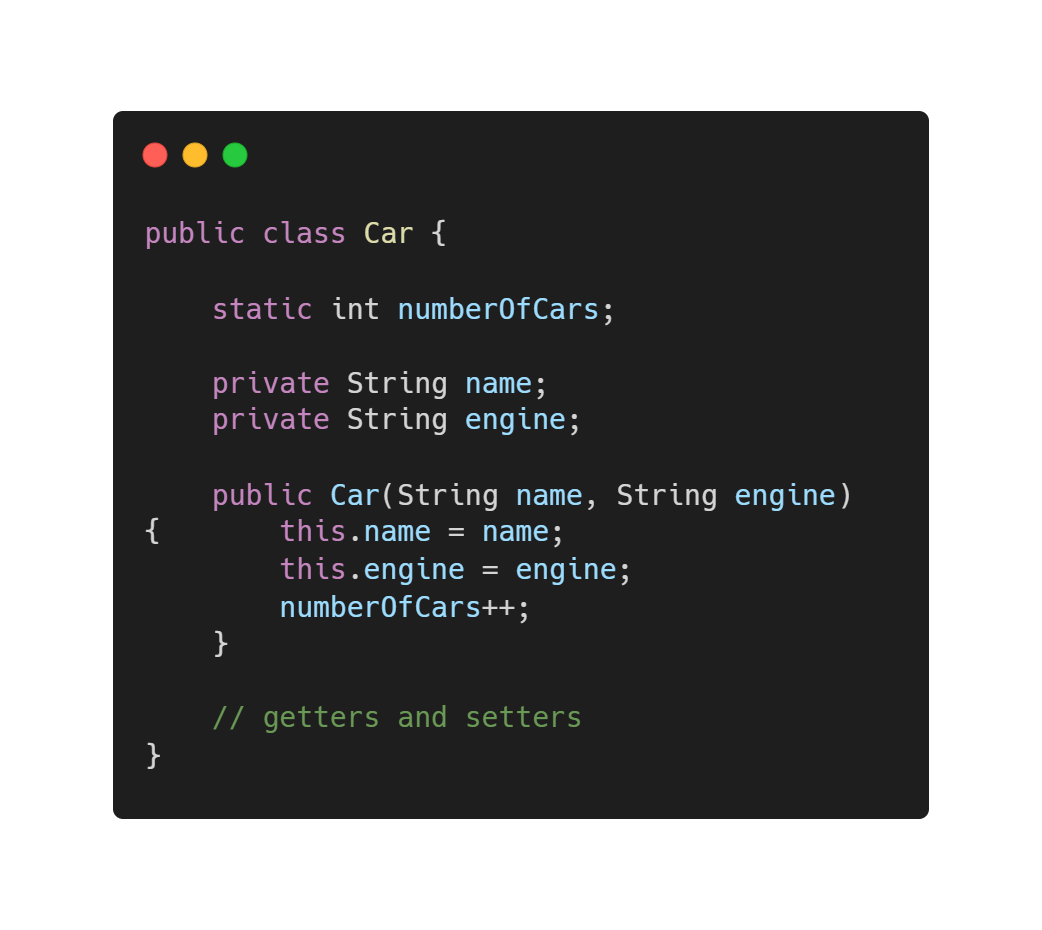 public class Car {
    static int numberOfCars;
    private String name;
    private String engine;
    public Car(String name, String engine)
{       this.name = name;
        this.engine = engine;
        numberOfCars++;
    }
    // getters and setters
}